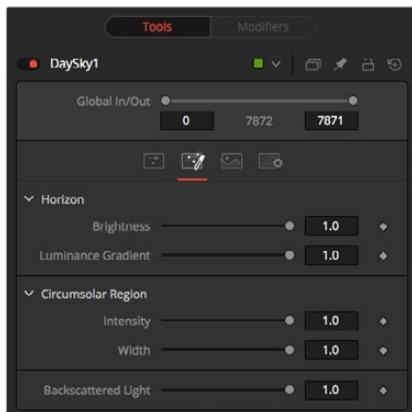 Tools Modifiers
DaySky1
Global In/Out
0 7872 7871
Horizon
Brightness 1.0
Luminance Gradient 1.0
Circumsolar Region
Intensity 1.0
Width 1.0
Backscattered Light 1.0